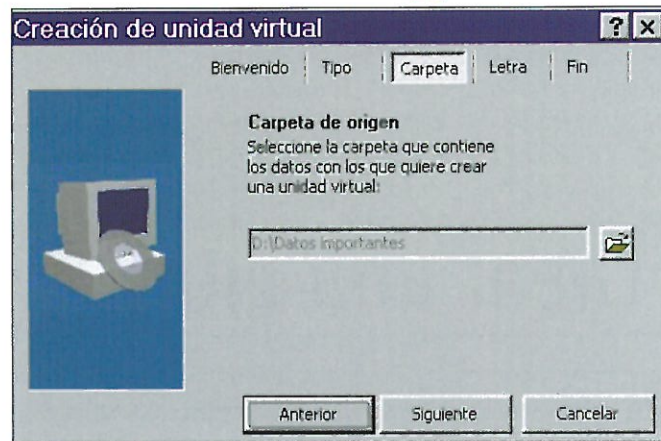 Creación de unidad virtual
Bienvenido Tipo Carpeta Letra Fin
Carpeta de origen
Seleccione la carpeta que contiene
los datos con los que quiere crear
una unidad virtual:
D:\Datos importantes
Anterior Siguiente Cancelar